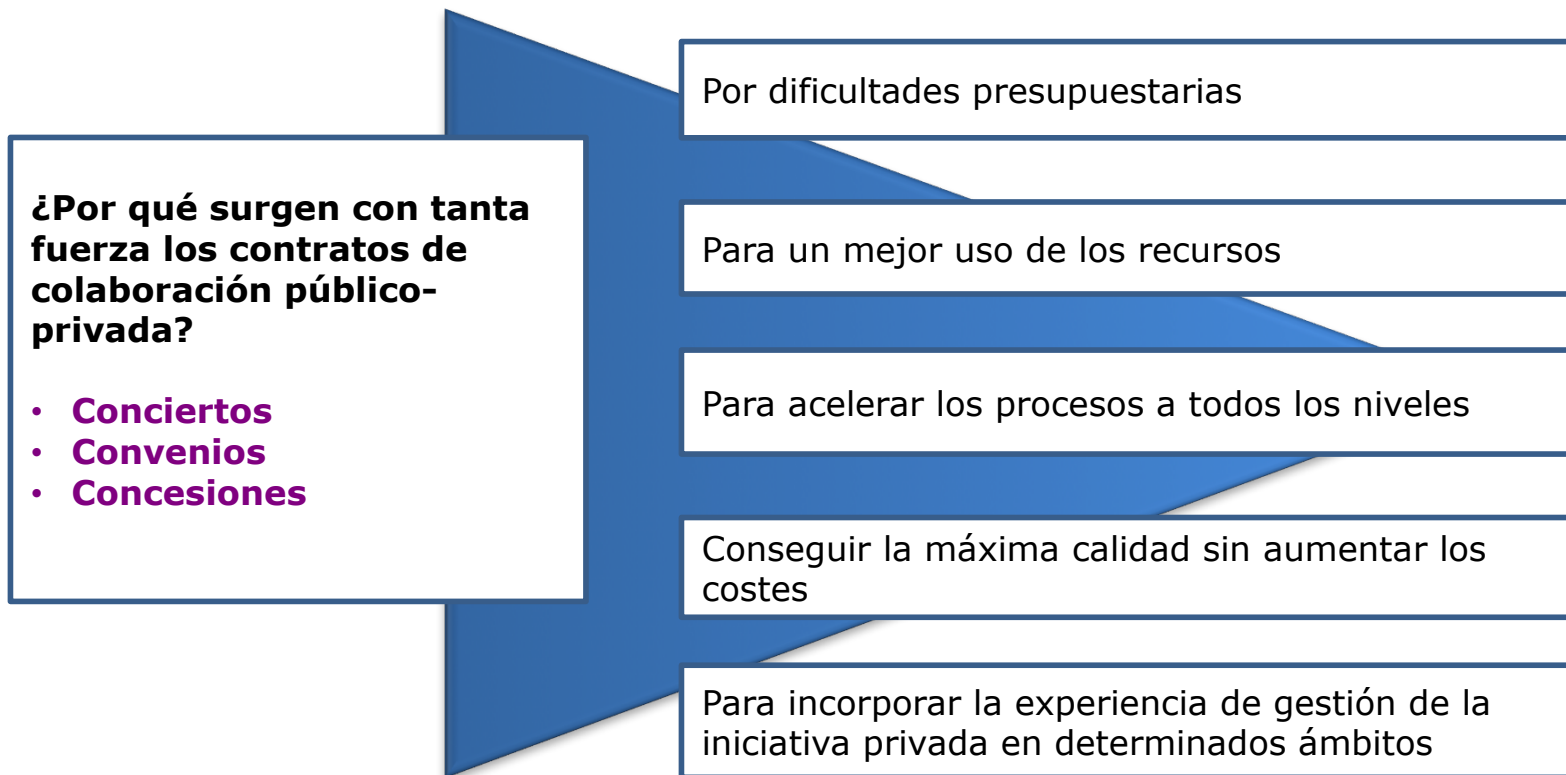 ¿Por qué surgen con tanta
fuerza los contratos de
colaboración público-
privada?
• Conciertos
• Convenios
• Concesiones
Por dificultades presupuestarias
Para un mejor uso de los recursos
Para acelerar los procesos a todos los niveles
Conseguir la máxima calidad sin aumentar los
costes
Para incorporar la experiencia de gestión de la
iniciativa privada en determinados ámbitos